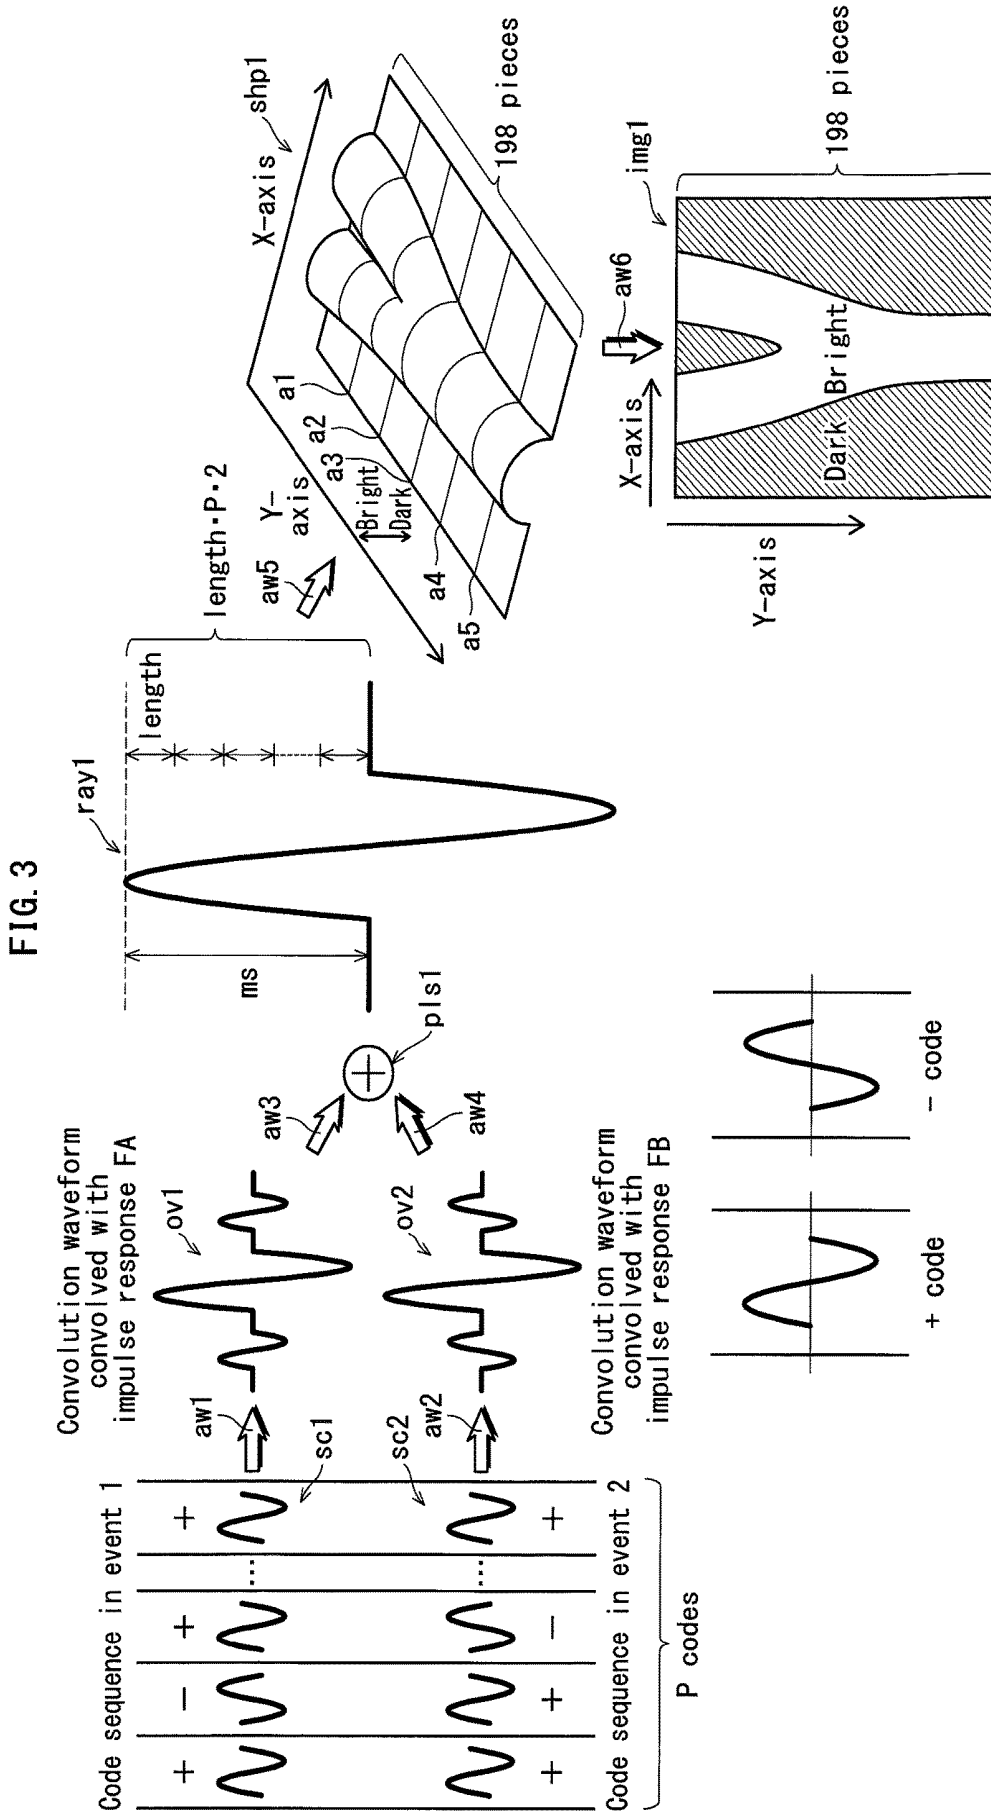 FIG. 3
Code sequence in event 1
+
−
+
...
+
sc1
aw1
Convolution waveform
convolved with
impulse response FA
ov1
aw3
sc2
aw2
ov2
aw4
+
+
−
...
+
Code sequence in event 2
P codes
Convolution waveform
convolved with
impulse response FB
+
pls1
ms
ray1
length
length·P·2
+ code
− code
aw5
Y-
axis
X-axis
shp1
Bright
Dark
a1
a2
a3
a4
a5
198 pieces
aw6
img1
X-axis
Y-axis
Dark
Bright
198 pieces